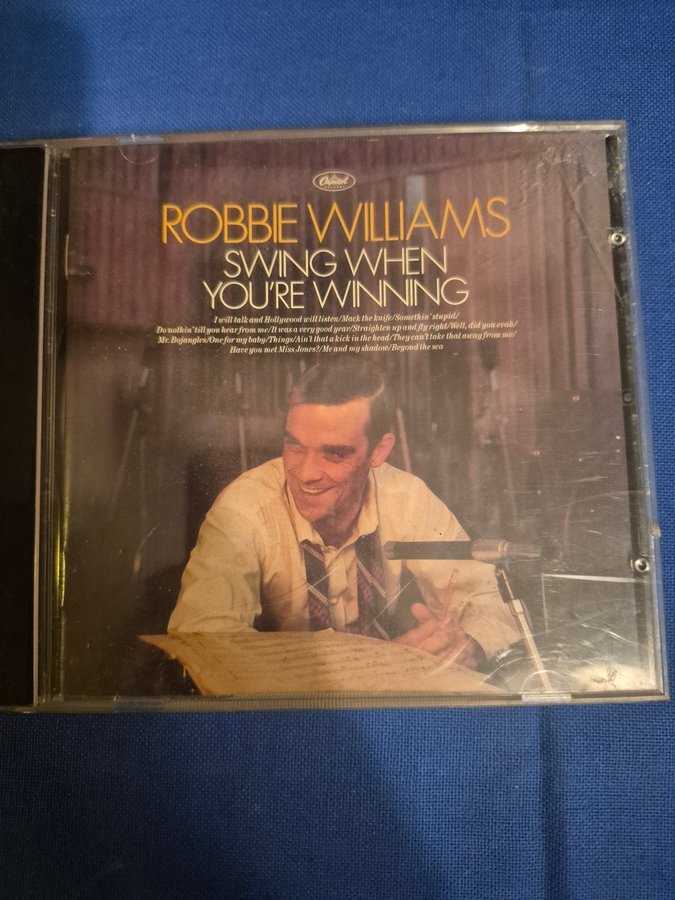 Capitol
ROBBIE WILLIAMS
SWING WHEN
YOU'RE WINNING
I will talk and Hollywood will listen/Mack the knife/Somethin' stupid/
Do nothin' till you hear from me/It was a very good year/Straighten up and fly right/Well, did you evah/
Mr. Bojangles/One for my baby/Things/Ain't that a kick in the head/They can't take that away from me/
Have you met Miss Jones?/Me and my shadow/Beyond the sea